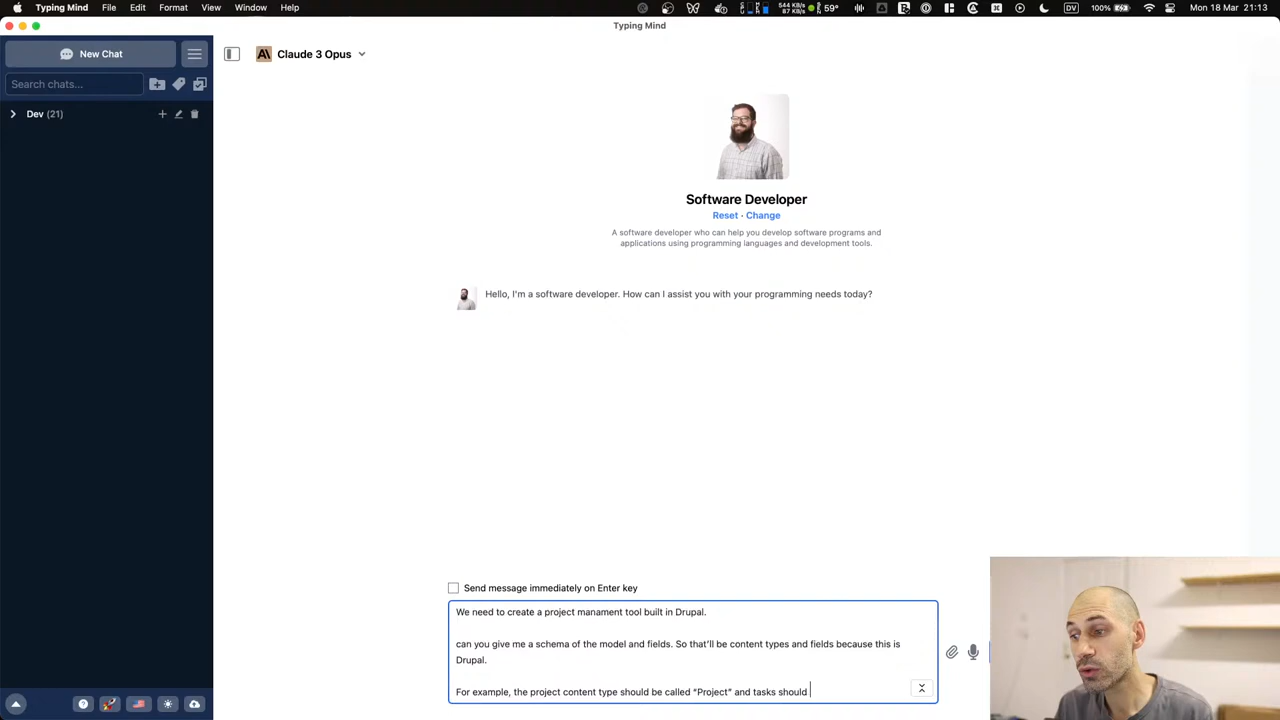 Typing Mind Edit View History Window Help
544 KB/s
87 KB/s
100%
Mon 18 Mar 21:13
Typing Mind
New Chat
Claude 3 Opus
Search chats...
Dev (21)
Software Developer
Reset · Change
A software developer who can help you develop software programs and
applications using programming languages and development tools.
Hello, I'm a software developer. How can I assist you with your programming needs today?
Send message immediately on Enter key
We need to create a project manament tool built in Drupal.
can you give me a schema of the model and fields. So that'll be content types and fields because this is
Drupal.
For example, the project content type should be called “Project” and tasks should